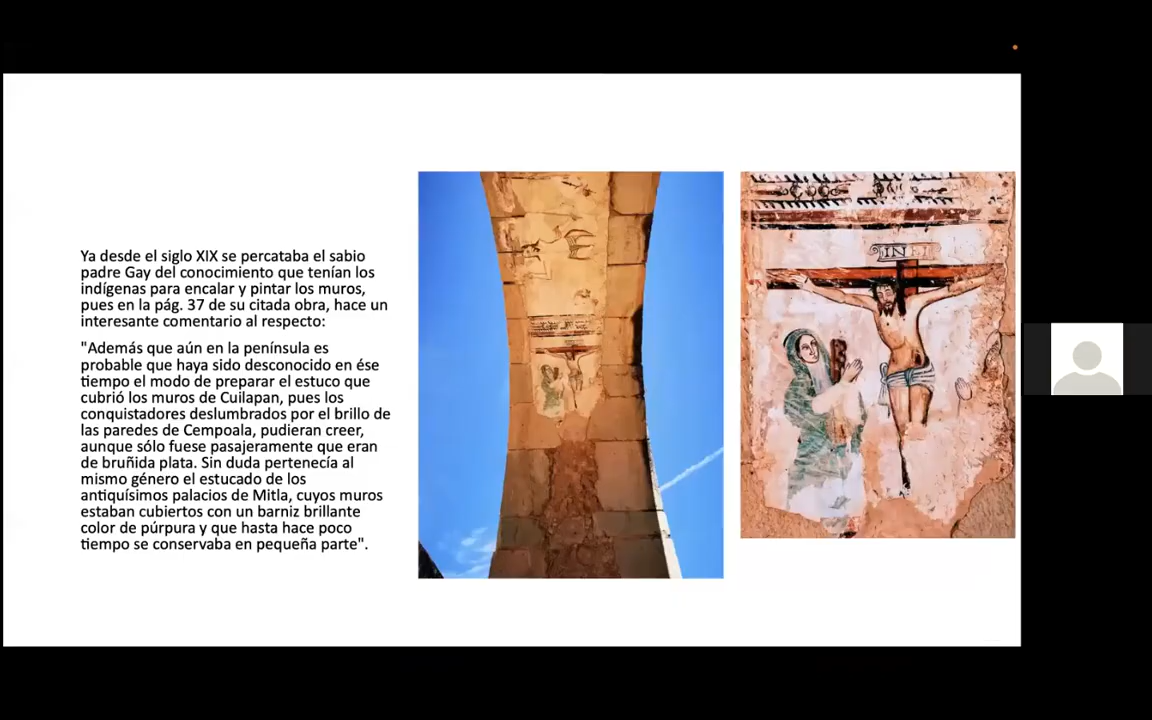 Ya desde el siglo XIX se percataba el sabio
padre Gay del conocimiento que tenían los
indígenas para encalar y pintar los muros,
pues en la pág. 37 de su citada obra, hace un
interesante comentario al respecto:
"Además que aún en la península es
probable que haya sido desconocido en ése
tiempo el modo de preparar el estuco que
cubrió los muros de Cuilapan, pues los
conquistadores deslumbrados por el brillo de
las paredes de Cempoala, pudieran creer,
aunque sólo fuese pasajeramente que eran
de bruñida plata. Sin duda pertenecía al
mismo género el estucado de los
antiquísimos palacios de Mitla, cuyos muros
estaban cubiertos con un barniz brillante
color de púrpura y que hasta hace poco
tiempo se conservaba en pequeña parte".